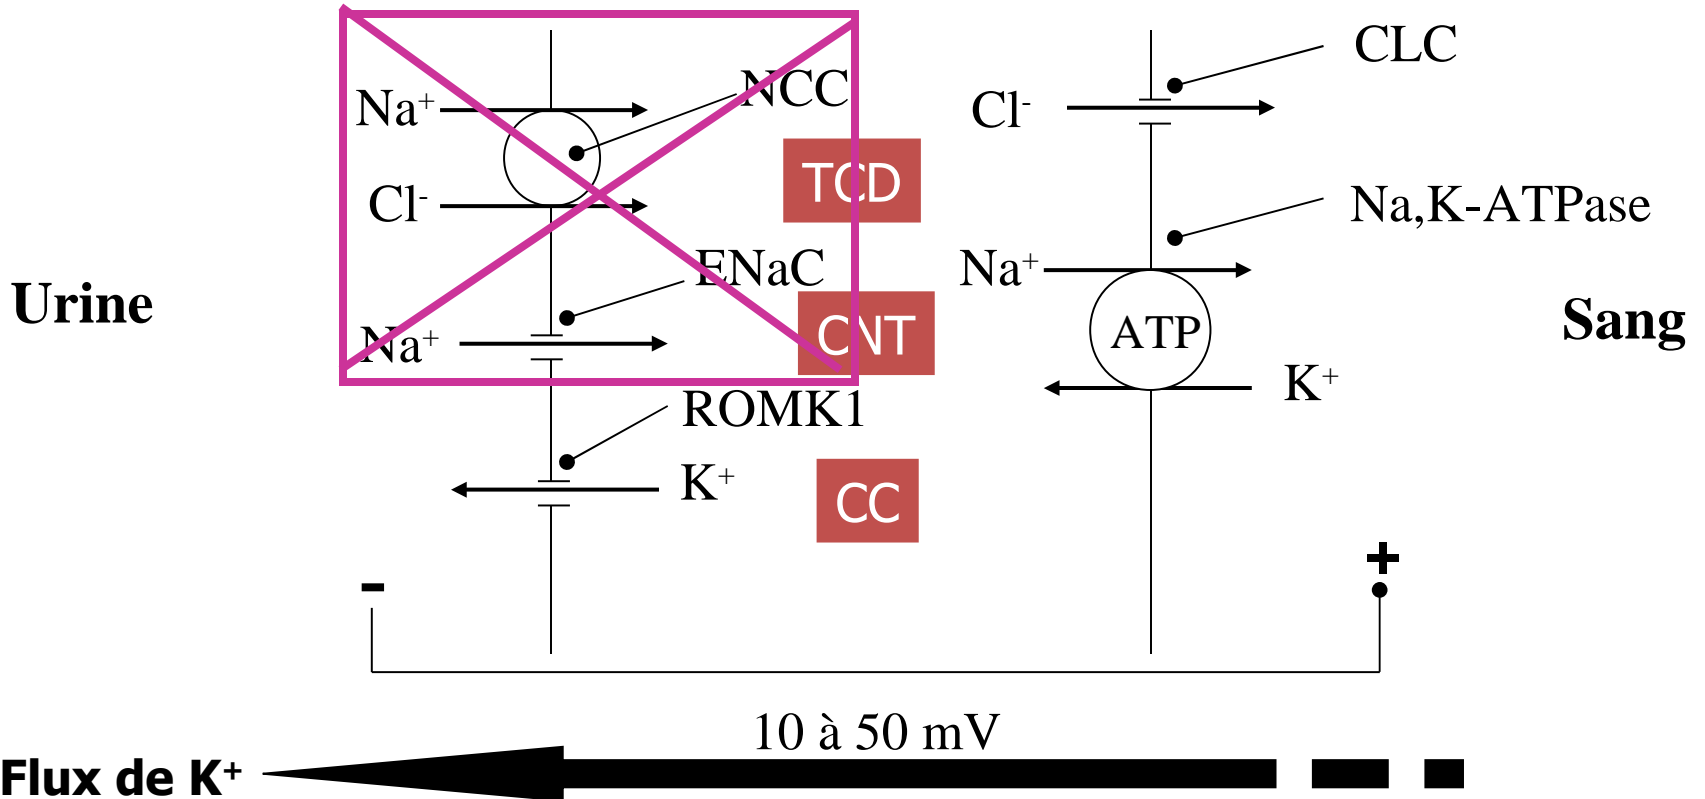 CLC
NCC
Na⁺
Cl⁻
TCD
Cl⁻
Na,K-ATPase
ENaC
Na⁺
Urine
Sang
CNT
ATP
Na⁺
K⁺
ROMK1
K⁺
CC
-
+
10 à 50 mV
Flux de K⁺